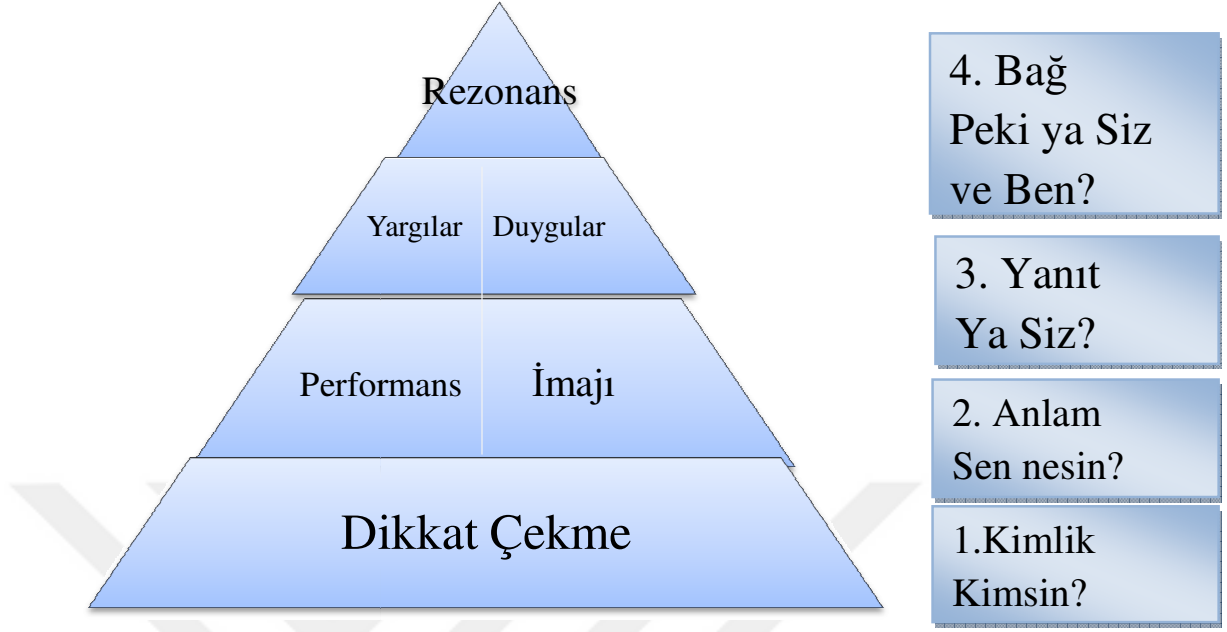 Rezonans
4. Bağ
Peki ya Siz
ve Ben?
Yargılar Duygular
3. Yanıt
Ya Siz?
Performans İmajı
2. Anlam
Sen nesin?
Dikkat Çekme
1.Kimlik
Kimsin?